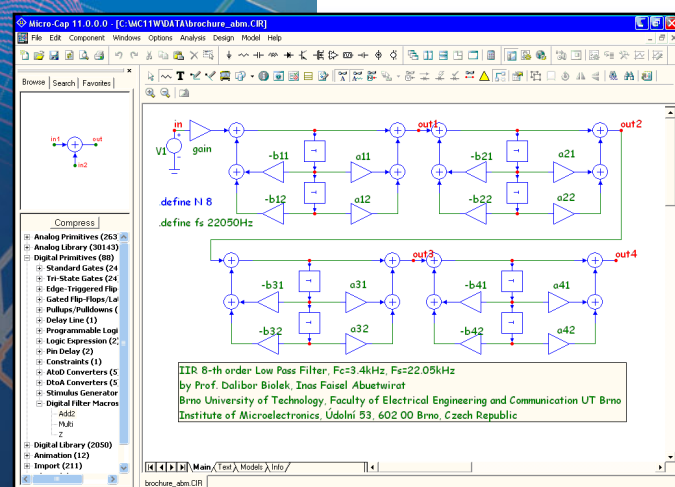 Micro-Cap 11.0.0.0 - [C:\MC11W\DATA\brochure_abm.CIR]
File Edit Component Windows Options Analysis Design Model Help
Browse Search Favorites
in1 out
in2
Compress
Analog Primitives (263
Analog Library (30143)
Digital Primitives (88)
Standard Gates (24
Tri-State Gates (24
Edge-Triggered Flip
Gated Flip-Flops/La
Pullups/Pulldowns (
Delay Line (1)
Programmable Logi
Logic Expression (2
Pin Delay (2)
Constraints (1)
AtoD Converters (5
DtoA Converters (5
Stimulus Generator
Digital Filter Macros
Add2
Multi
Z
Digital Library (2050)
Animation (12)
Import (211)
in out1 out2
V1 gain -b11 a11 -b21 a21
-b12 a12 -b22 a22
.define N 8
.define fs 22050Hz
out3 out4
-b31 a31 -b41 a41
-b32 a32 -b42 a42
IIR 8-th order Low Pass Filter, Fc=3.4kHz, Fs=22.05kHz
by Prof. Dalibor Biolek, Inas Faisel Abuetwirat
Brno University of Technology, Faculty of Electrical Engineering and Communication UT Brno
Institute of Microelectronics, Údolní 53, 602 00 Brno, Czech Republic
Main Text Models Info
brochure_abm.CIR